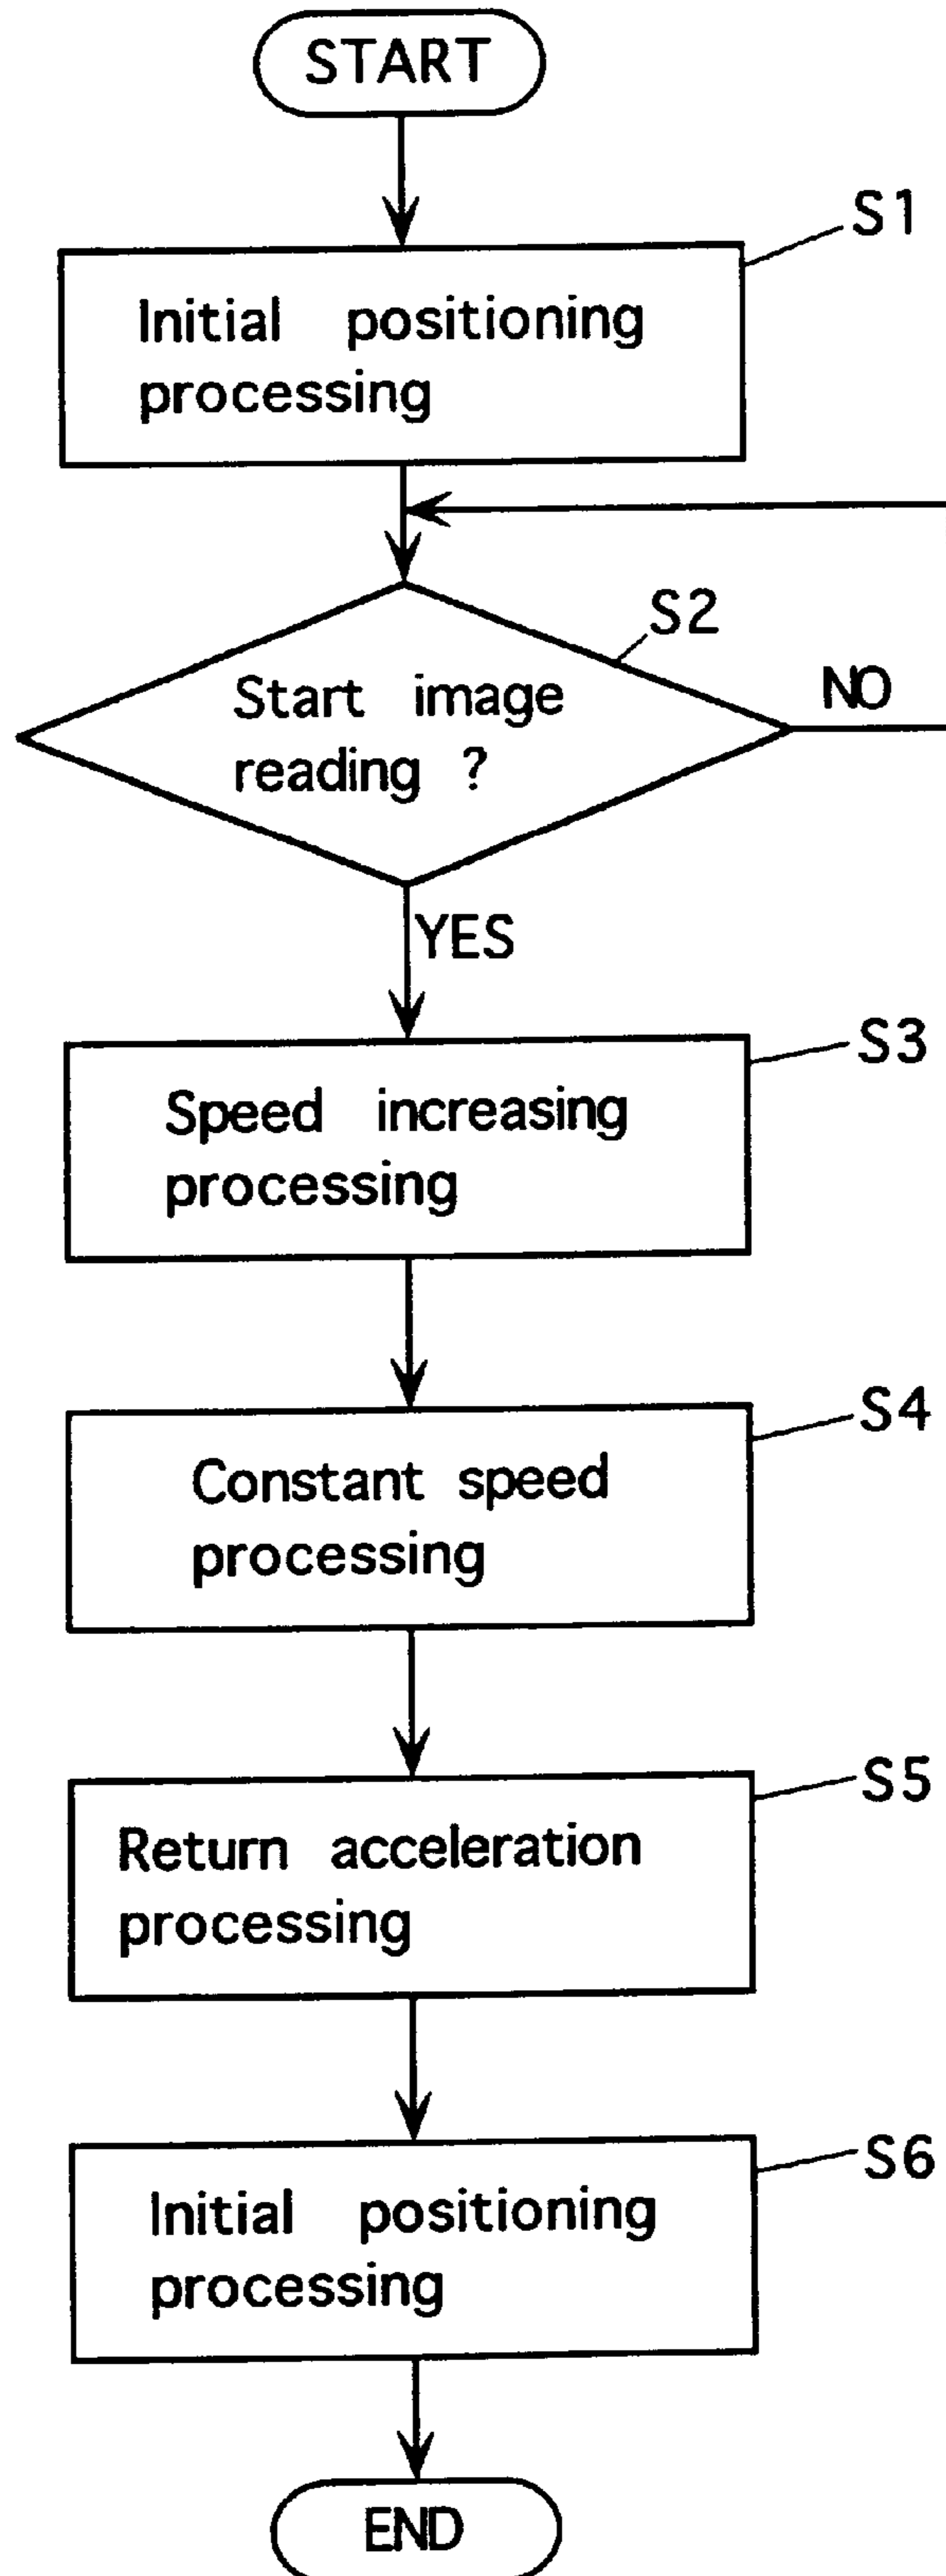 START
S1
Initial positioning
processing
S2
Start image
reading ?
NO
YES
S3
Speed increasing
processing
S4
Constant speed
processing
S5
Return acceleration
processing
S6
Initial positioning
processing
END